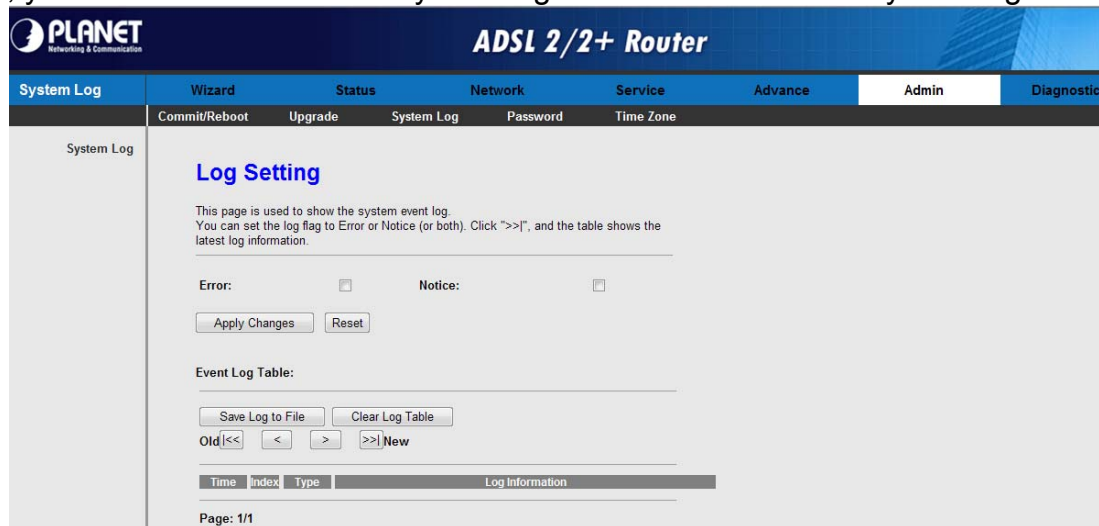 PLANET
Networking & Communication
ADSL 2/2+ Router
System Log Wizard Status Network Service Advance Admin Diagnostic
Commit/Reboot Upgrade System Log Password Time Zone
System Log
Log Setting
This page is used to show the system event log.
You can set the log flag to Error or Notice (or both). Click ">>|", and the table shows the
latest log information.
Error: Notice:
Apply Changes Reset
Event Log Table:
Save Log to File Clear Log Table
Old |<< < > >>| New
Time Index Type Log Information
Page: 1/1